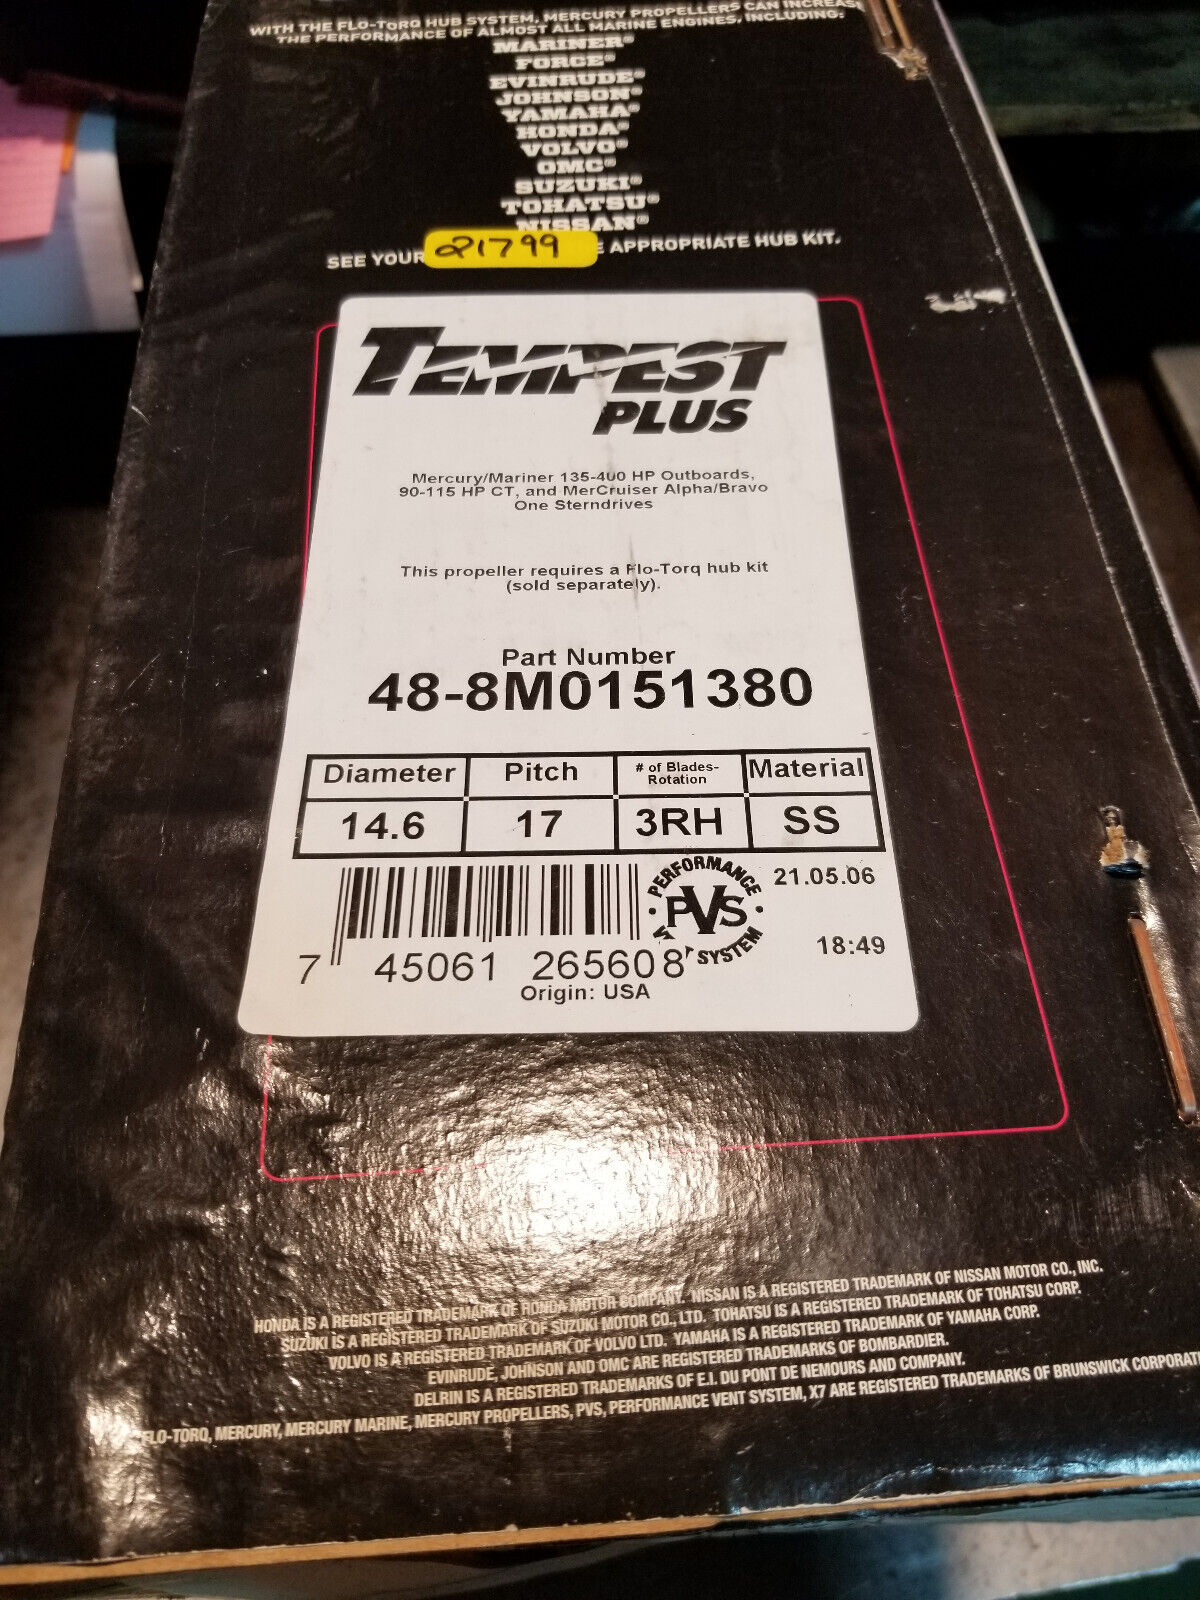 WITH THE FLO-TORQ HUB SYSTEM, MERCURY PROPELLERS CAN INCREAS
THE PERFORMANCE OF ALMOST ALL MARINE ENGINES, INCLUDING:
MARINER®
FORCE®
EVINRUDE®
JOHNSON®
YAMAHA®
HONDA®
VOLVO®
OMC®
SUZUKI®
TOHATSU®
NISSAN®
SEE YOUR 21799 E APPROPRIATE HUB KIT.
TEMPEST
PLUS
Mercury/Mariner 135-400 HP Outboards,
90-115 HP CT, and MerCruiser Alpha/Bravo
One Sterndrives
This propeller requires a Flo-Torq hub kit
(sold separately).
Part Number
48-8M0151380
Diameter Pitch # of Blades-Rotation Material
14.6 17 3RH SS
PERFORMANCE
PVS
SYSTEM
21.05.06
18:49
7 45061 265608
Origin: USA
HONDA IS A REGISTERED TRADEMARK OF HONDA MOTOR COMPANY. NISSAN IS A REGISTERED TRADEMARK OF NISSAN MOTOR CO., INC.
SUZUKI IS A REGISTERED TRADEMARK OF SUZUKI MOTOR CO., LTD. TOHATSU IS A REGISTERED TRADEMARK OF TOHATSU CORP.
VOLVO IS A REGISTERED TRADEMARK OF VOLVO LTD. YAMAHA IS A REGISTERED TRADEMARK OF YAMAHA CORP.
EVINRUDE, JOHNSON AND OMC ARE REGISTERED TRADEMARKS OF BOMBARDIER.
DELRIN IS A REGISTERED TRADEMARKS OF E.I. DU PONT DE NEMOURS AND COMPANY.
FLO-TORQ, MERCURY, MERCURY MARINE, MERCURY PROPELLERS, PVS, PERFORMANCE VENT SYSTEM, X7 ARE REGISTERED TRADEMARKS OF BRUNSWICK CORPORATI